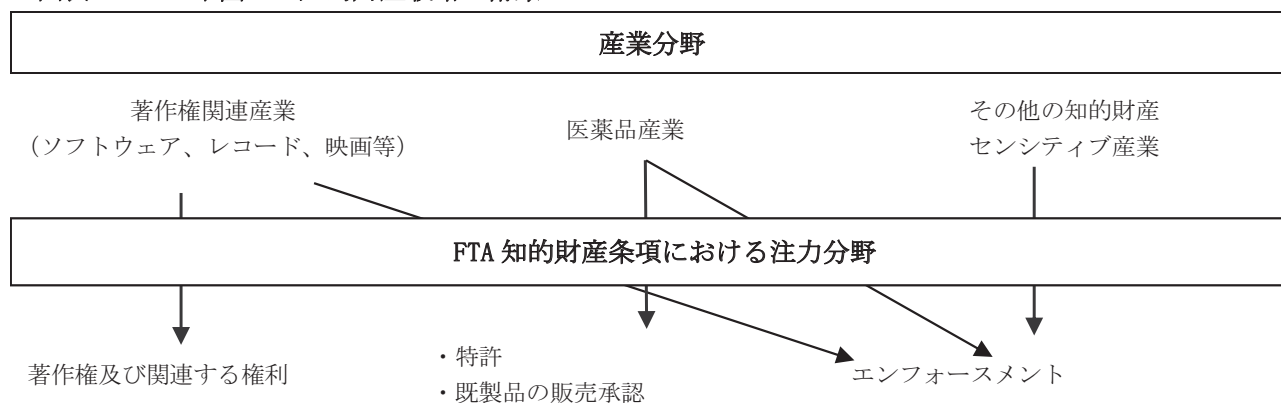 産業分野
著作権関連産業
（ソフトウェア、レコード、映画等）
医薬品産業
その他の知的財産
センシティブ産業
FTA 知的財産条項における注力分野
著作権及び関連する権利
・特許
・既製品の販売承認
エンフォースメント